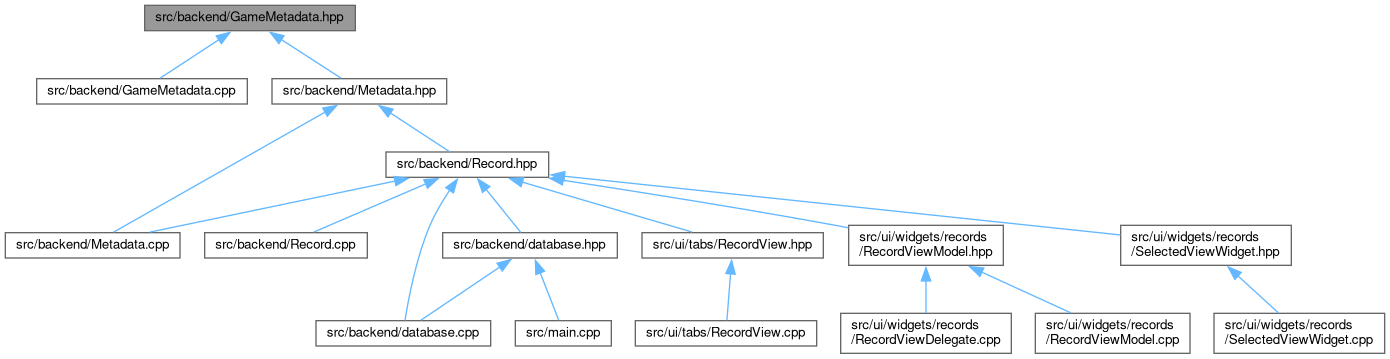 src/backend/GameMetadata.hpp
src/backend/GameMetadata.cpp
src/backend/Metadata.hpp
src/backend/Record.hpp
src/backend/Metadata.cpp
src/backend/Record.cpp
src/backend/database.hpp
src/ui/tabs/RecordView.hpp
src/ui/widgets/records
/RecordViewModel.hpp
src/ui/widgets/records
/SelectedViewWidget.hpp
src/backend/database.cpp
src/main.cpp
src/ui/tabs/RecordView.cpp
src/ui/widgets/records
/RecordViewDelegate.cpp
src/ui/widgets/records
/RecordViewModel.cpp
src/ui/widgets/records
/SelectedViewWidget.cpp